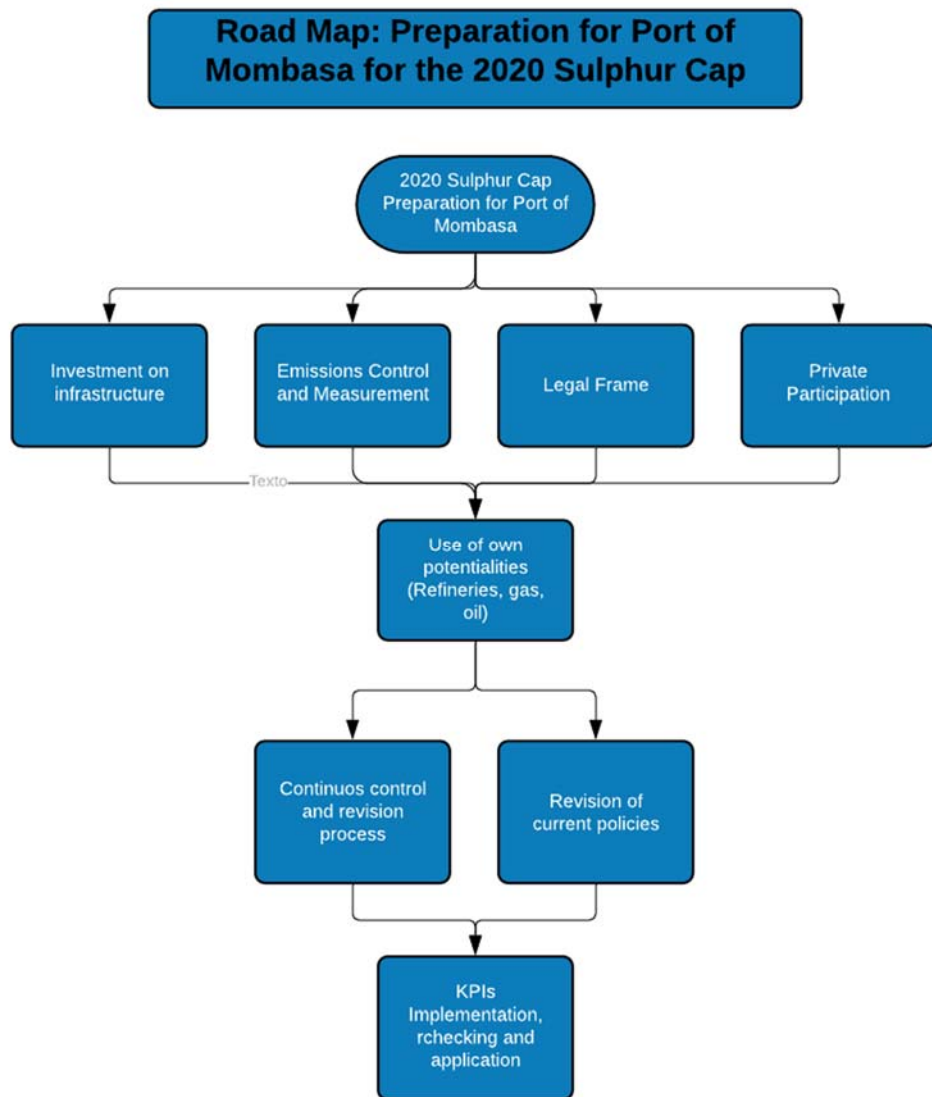 Road Map: Preparation for Port of
Mombasa for the 2020 Sulphur Cap
2020 Sulphur Cap
Preparation for Port of
Mombasa
Investment on
infrastructure
Emissions Control
and Measurement
Legal Frame
Private
Participation
Texto
Use of own
potentialities
(Refineries, gas,
oil)
Continuos control
and revision
process
Revision of
current policies
KPIs
Implementation,
rchecking and
application